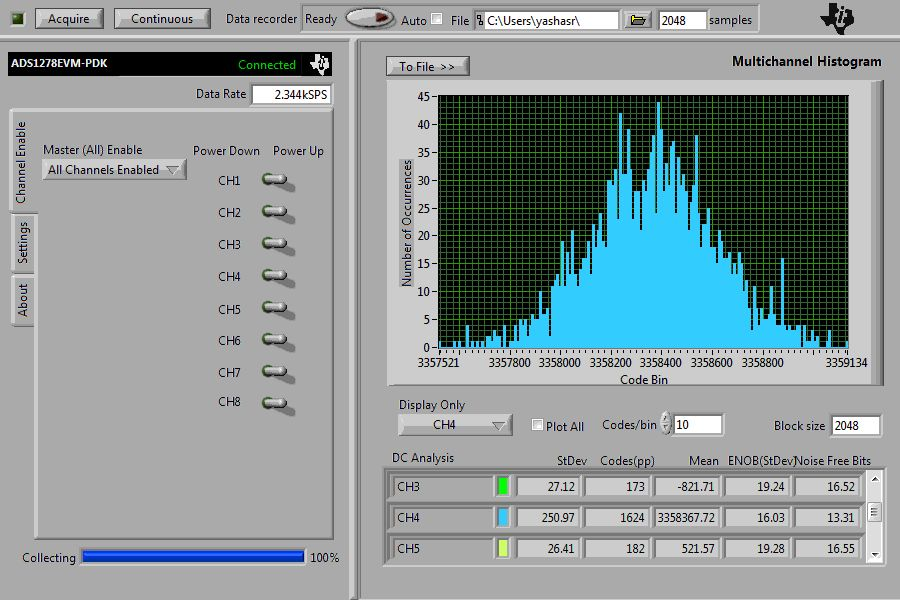 Acquire Continuous Data recorder Ready Auto File C:\Users\yashasr\ 2048 samples
ADS1278EVM-PDK Connected
Data Rate 2.344kSPS
Channel Enable
Settings
About
Master (All) Enable Power Down Power Up
All Channels Enabled
CH1
CH2
CH3
CH4
CH5
CH6
CH7
CH8
Collecting 100%
To File >> Multichannel Histogram
Number of Occurrences
45
40
35
30
25
20
15
10
5
0
3357521 3357800 3358000 3358200 3358400 3358600 3358800 3359134
Code Bin
Display Only
CH4 Plot All Codes/bin 10 Block size 2048
DC Analysis StDev Codes(pp) Mean ENOB(StDev) Noise Free Bits
CH3 27.12 173 -821.71 19.24 16.52
CH4 250.97 1624 3358367.72 16.03 13.31
CH5 26.41 182 521.57 19.28 16.55